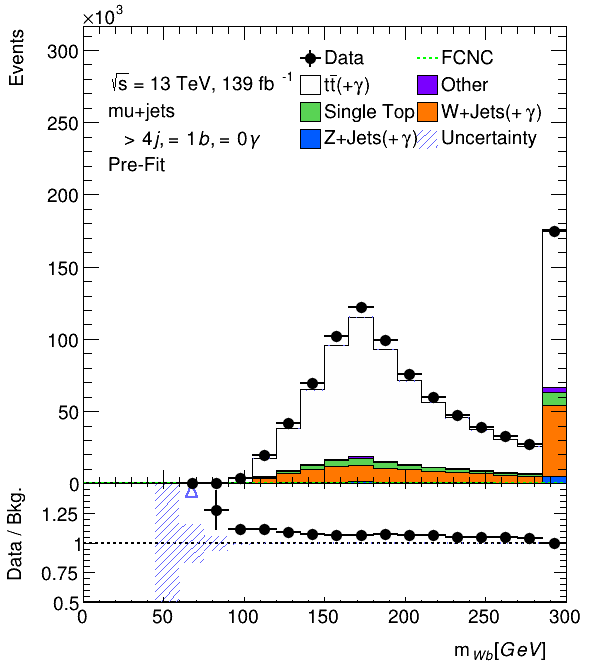 ×10³
Events
300
250
200
150
100
50
0
√s = 13 TeV, 139 fb⁻¹
mu+jets
> 4j, = 1b, = 0γ
Pre-Fit
Data
FCNC
tt̄(+γ)
Other
Single Top
W+Jets(+γ)
Z+Jets(+γ)
Uncertainty
Data / Bkg.
1.25
1
0.75
0.5
0 50 100 150 200 250 300
m_Wb[GeV]